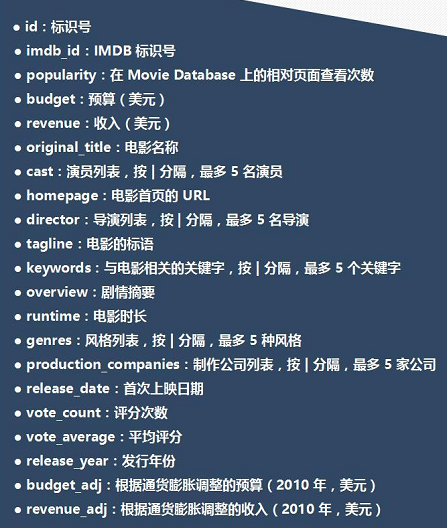 ● id：标识号
● imdb_id：IMDB 标识号
● popularity：在 Movie Database 上的相对页面查看次数
● budget：预算（美元）
● revenue：收入（美元）
● original_title：电影名称
● cast：演员列表，按 | 分隔，最多 5 名演员
● homepage：电影首页的 URL
● director：导演列表，按 | 分隔，最多 5 名导演
● tagline：电影的标语
● keywords：与电影相关的关键字，按 | 分隔，最多 5 个关键字
● overview：剧情摘要
● runtime：电影时长
● genres：风格列表，按 | 分隔，最多 5 种风格
● production_companies：制作公司列表，按 | 分隔，最多 5 家公司
● release_date：首次上映日期
● vote_count：评分次数
● vote_average：平均评分
● release_year：发行年份
● budget_adj：根据通货膨胀调整的预算（2010 年，美元）
● revenue_adj：根据通货膨胀调整的收入（2010 年，美元）